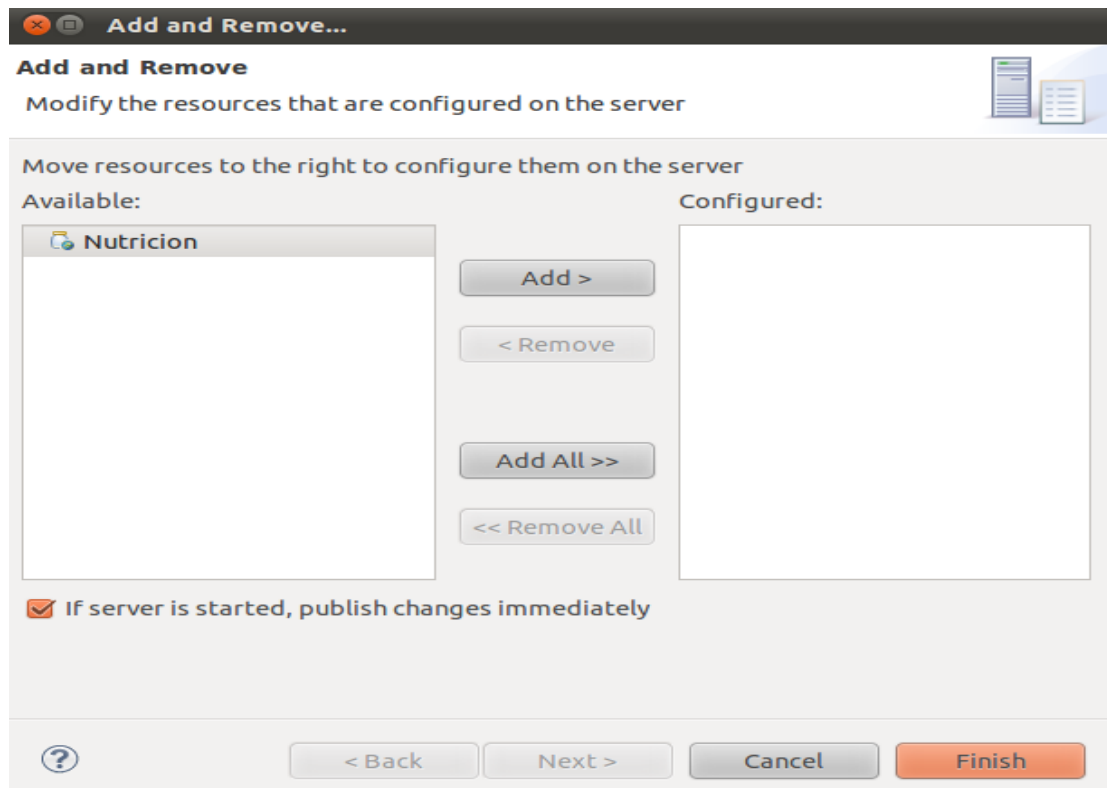 Add and Remove...
Add and Remove
Modify the resources that are configured on the server
Move resources to the right to configure them on the server
Available:
Configured:
Nutricion
Add >
< Remove
Add All >>
<< Remove All
If server is started, publish changes immediately
?
< Back
Next >
Cancel
Finish